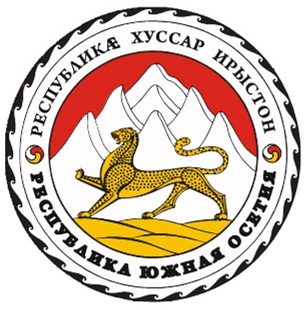 РЕСПУБЛИКÆ ХУССАР ИРЫСТОН
РЕСПУБЛИКА ЮЖНАЯ ОСЕТИЯ